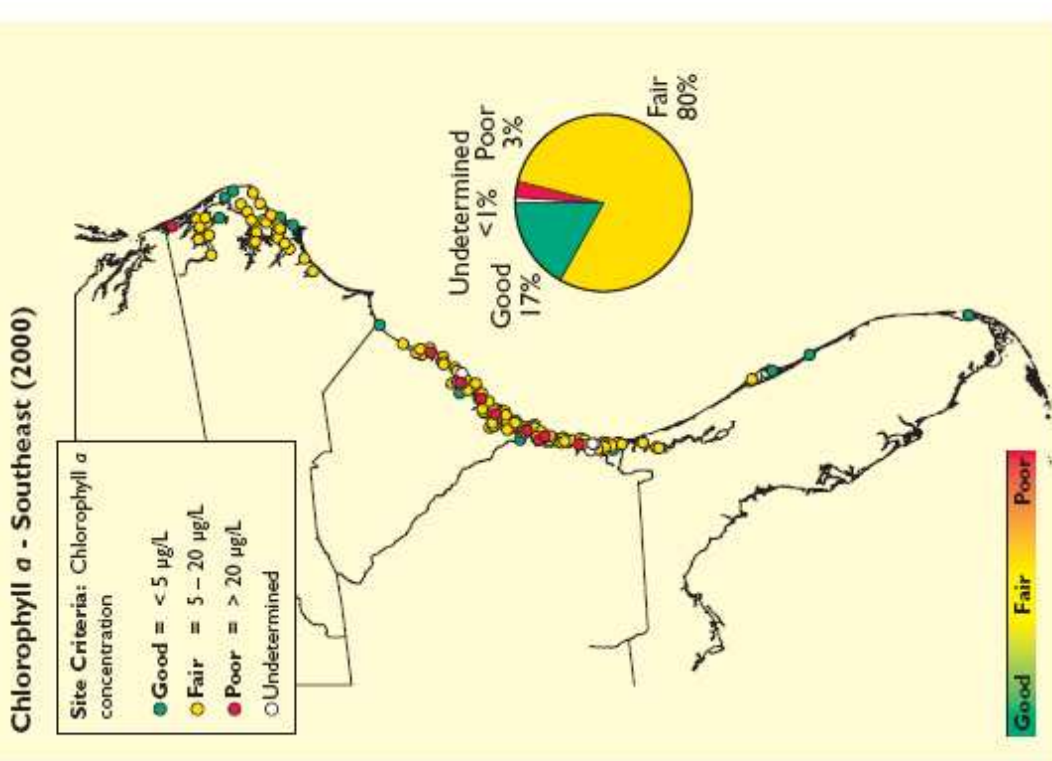 Chlorophyll a - Southeast (2000)
Site Criteria: Chlorophyll a
concentration
Good = < 5 µg/L
Fair = 5 – 20 µg/L
Poor = > 20 µg/L
Undetermined
Undetermined
<1%
Good
17%
Poor
3%
Fair
80%
Good Fair Poor